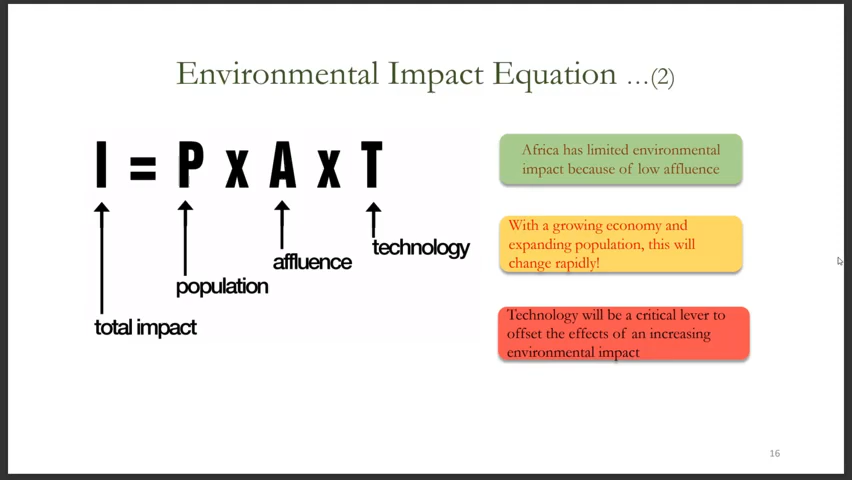 Environmental Impact Equation ...(2)
I = P x A x T
technology
affluence
population
total impact
Africa has limited environmental
impact because of low affluence
With a growing economy and
expanding population, this will
change rapidly!
Technology will be a critical lever to
offset the effects of an increasing
environmental impact
16